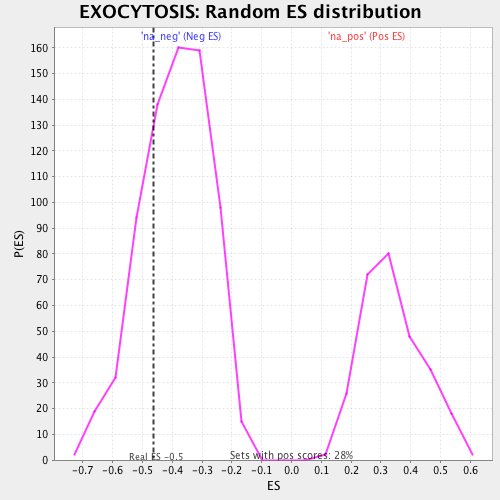 EXOCYTOSIS: Random ES distribution
'na_neg' (Neg ES)
'na_pos' (Pos ES)
P(ES)
160
150
140
130
120
110
100
90
80
70
60
50
40
30
20
10
0
Real ES -0.5
Sets with pos scores: 28%
-0.7 -0.6 -0.5 -0.4 -0.3 -0.2 -0.1 0.0 0.1 0.2 0.3 0.4 0.5 0.6
ES